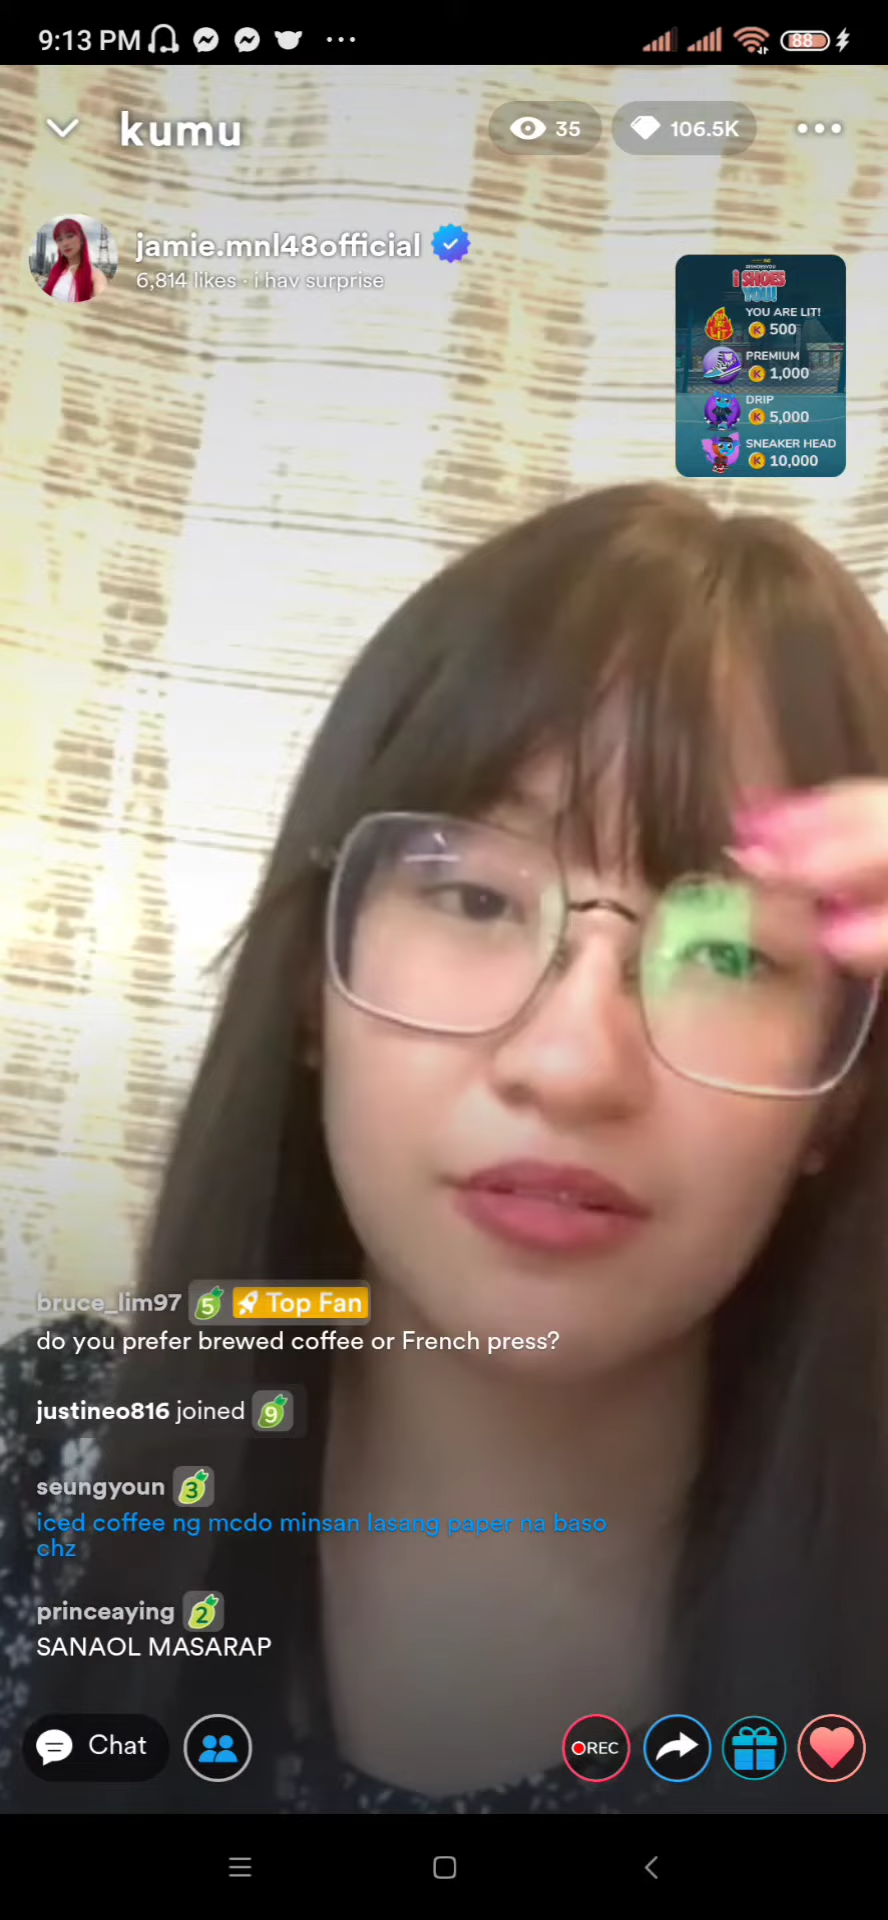 9:13 PM
88
kumu
35
106.5K
jamie.mnl48official
6,814 likes · i hav surprise
i SHOES
YOU!
YOU ARE LIT!
500
PREMIUM
1,000
DRIP
5,000
SNEAKER HEAD
10,000
bruce_lim97 5 Top Fan
do you prefer brewed coffee or French press?
justineo816 joined 9
seungyoun 3
iced coffee ng mcdo minsan lasang paper na baso
chz
princeaying 2
SANAOL MASARAP
Chat
REC